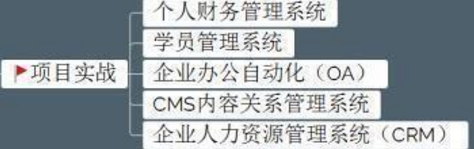 个人财务管理系统
学员管理系统
项目实战
企业办公自动化（OA）
CMS内容关系管理系统
企业人力资源管理系统（CRM）